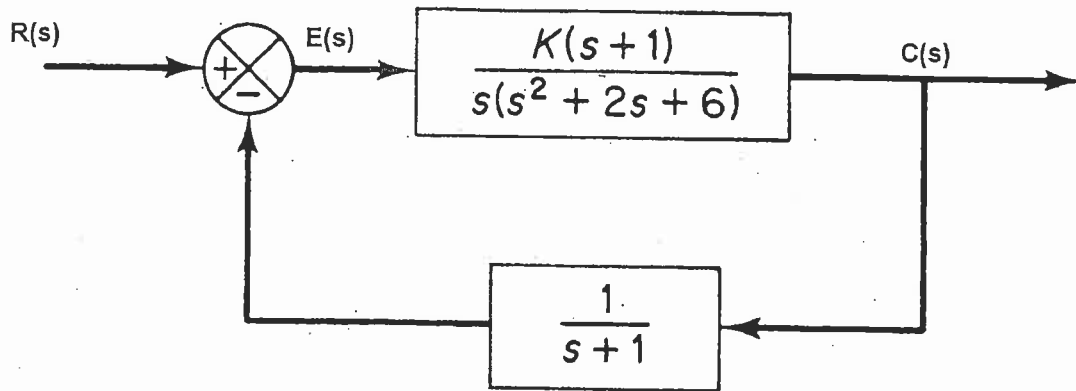 R(s)
+
−
E(s)
K(s + 1)
s(s² + 2s + 6)
C(s)
1
s + 1